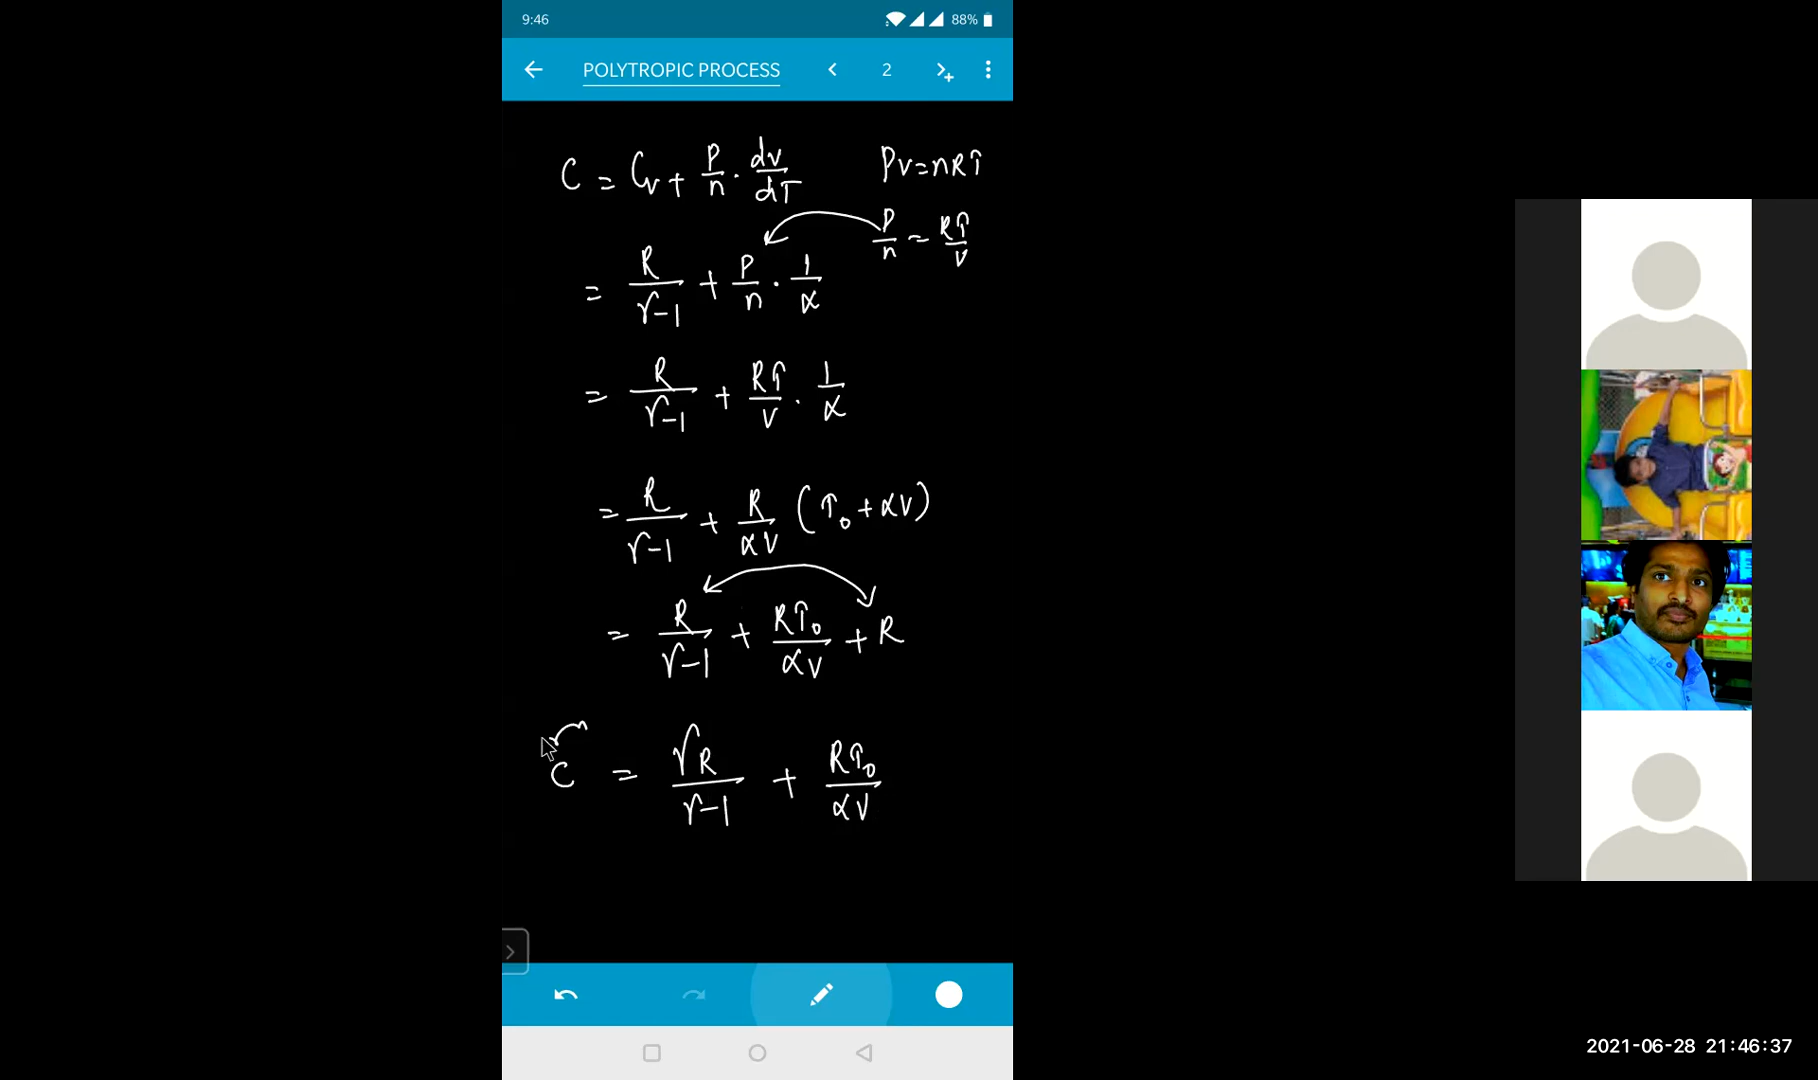 9:46
88%
POLYTROPIC PROCESS
2
C = Cv + P/n · dv/dT
PV = nRT
P/n = RT/V
= R/(γ-1) + P/n · 1/α
= R/(γ-1) + RT/V · 1/α
= R/(γ-1) + R/(αV) (T₀ + αV)
= R/(γ-1) + RT₀/(αV) + R
C = γR/(γ-1) + RT₀/(αV)
2021-06-28 21:46:37